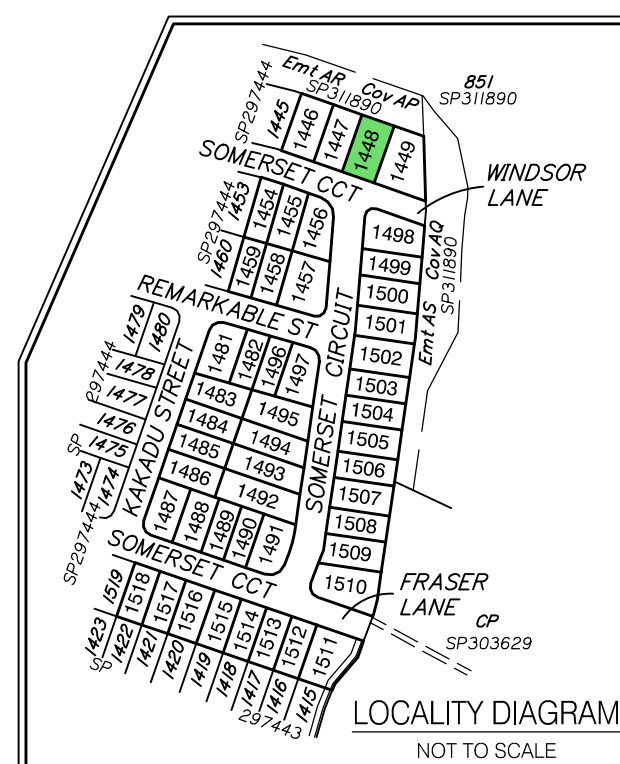 Emt AR
SP311890
Cov AP
851
SP311890
SP297444
1445
1446
1447
1448
1449
SOMERSET CCT
WINDSOR
LANE
SP297444
1453
1454
1455
1456
1460
1459
1458
1457
1498
1499
1500
1501
1502
1503
1504
1505
1506
1507
1508
1509
1510
Emt AS
Cov AQ
SP311890
REMARKABLE ST
SOMERSET CIRCUIT
KAKADU STREET
1479
1480
297444
1478
1477
1476
SP
1475
1473
1474
SP297444
1481
1482
1496
1497
1483
1495
1484
1494
1485
1493
1486
1492
1487
1488
1489
1490
1491
SOMERSET CCT
FRASER
LANE
CP
SP303629
1519
1518
1517
1516
1515
1514
1513
1512
1511
1423
1422
1421
1420
1419
1418
1417
1416
1415
SP
297443
LOCALITY DIAGRAM
NOT TO SCALE